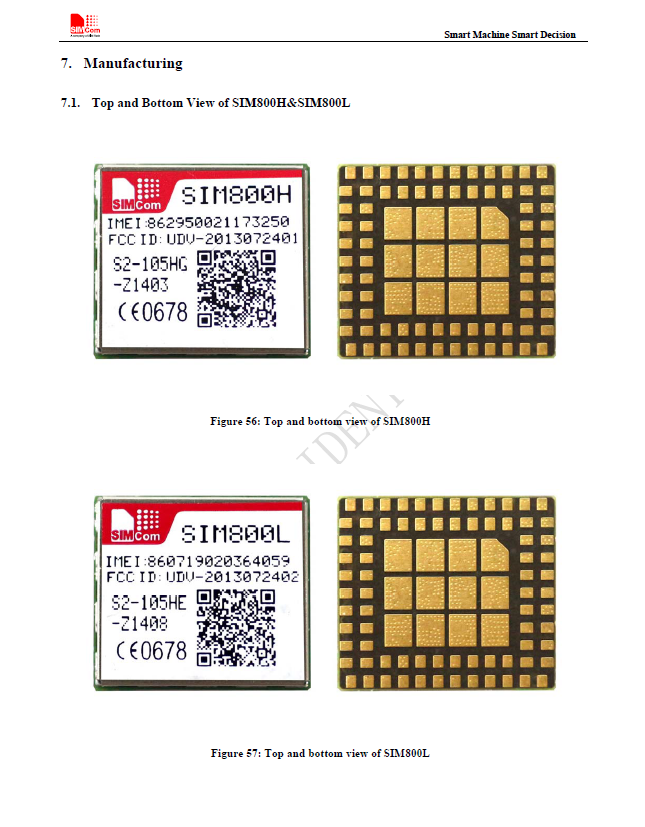 SIMCom
Smart Machine Smart Decision
7. Manufacturing
7.1. Top and Bottom View of SIM800H&SIM800L
SIMCom SIM800H
IMEI:862950021173250
FCC ID: UDV-2013072401
S2-105HG
-Z1403
CE0678
Figure 56: Top and bottom view of SIM800H
IDENT
SIMCom SIM800L
IMEI:860719020364059
FCC ID: UDV-2013072402
S2-105HE
-Z1408
CE0678
Figure 57: Top and bottom view of SIM800L